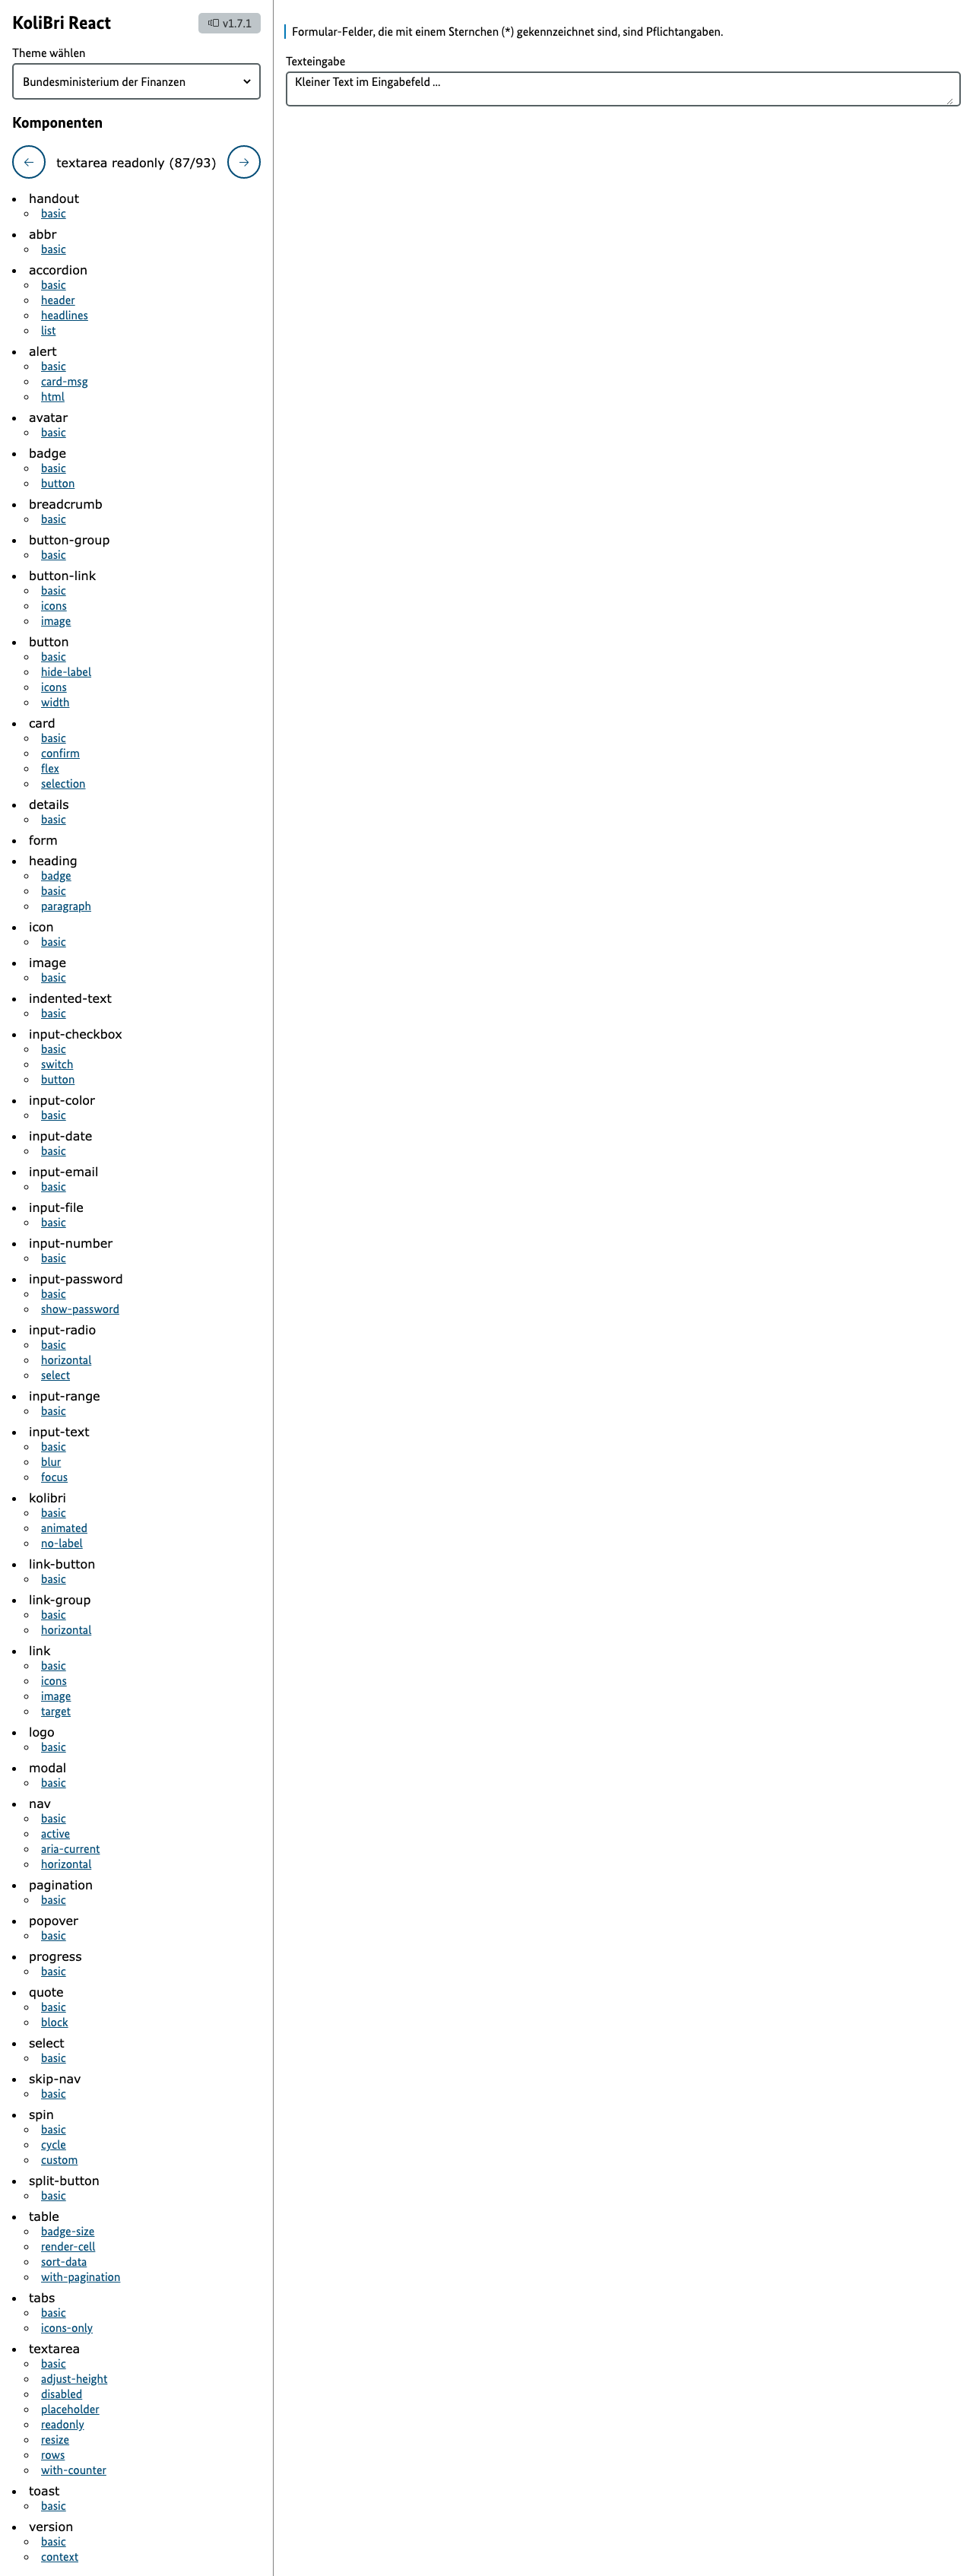 KoliBri React
v1.7.1
Theme wählen
Bundesministerium der Finanzen
Komponenten
textarea readonly (87/93)
handout
basic
abbr
basic
accordion
basic
header
headlines
list
alert
basic
card-msg
html
avatar
basic
badge
basic
button
breadcrumb
basic
button-group
basic
button-link
basic
icons
image
button
basic
hide-label
icons
width
card
basic
confirm
flex
selection
details
basic
form
heading
badge
basic
paragraph
icon
basic
image
basic
indented-text
basic
input-checkbox
basic
switch
button
input-color
basic
input-date
basic
input-email
basic
input-file
basic
input-number
basic
input-password
basic
show-password
input-radio
basic
horizontal
select
input-range
basic
input-text
basic
blur
focus
kolibri
basic
animated
no-label
link-button
basic
link-group
basic
horizontal
link
basic
icons
image
target
logo
basic
modal
basic
nav
basic
active
aria-current
horizontal
pagination
basic
popover
basic
progress
basic
quote
basic
block
select
basic
skip-nav
basic
spin
basic
cycle
custom
split-button
basic
table
badge-size
render-cell
sort-data
with-pagination
tabs
basic
icons-only
textarea
basic
adjust-height
disabled
placeholder
readonly
resize
rows
with-counter
toast
basic
version
basic
context
Formular-Felder, die mit einem Sternchen (*) gekennzeichnet sind, sind Pflichtangaben.
Texteingabe
Kleiner Text im Eingabefeld ...